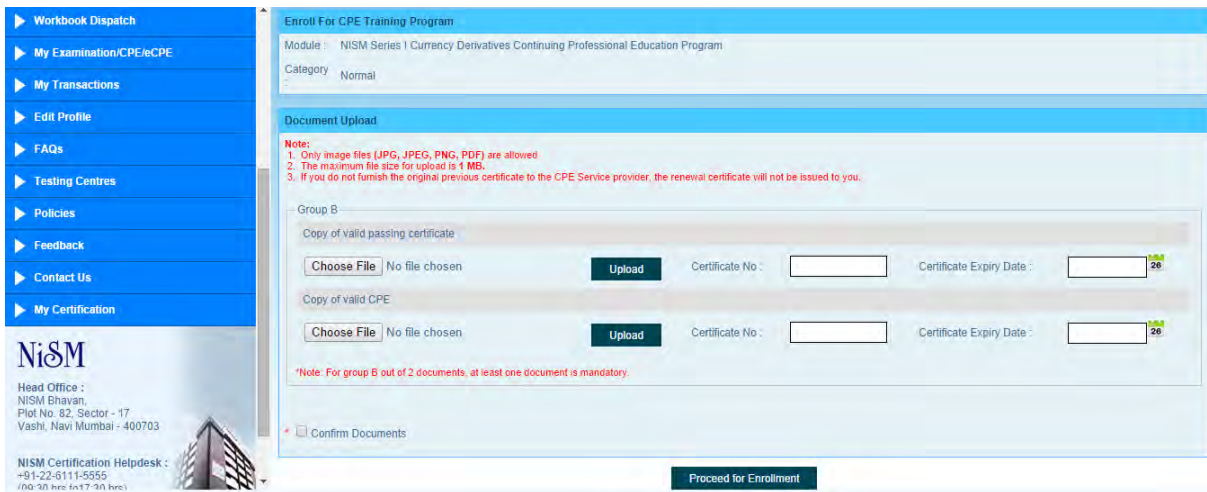 Workbook Dispatch
My Examination/CPE/eCPE
My Transactions
Edit Profile
FAQs
Testing Centres
Policies
Feedback
Contact Us
My Certification
NiSM
Head Office :
NISM Bhavan,
Plot No. 82, Sector - 17
Vashi, Navi Mumbai - 400703
NISM Certification Helpdesk :
+91-22-6111-5555
(09:30 hrs to17:30 hrs)
Enroll For CPE Training Program
Module : NISM Series I Currency Derivatives Continuing Professional Education Program
Category : Normal
Document Upload
Note:
1. Only image files (JPG, JPEG, PNG, PDF) are allowed
2. The maximum file size for upload is 1 MB.
3. If you do not furnish the original previous certificate to the CPE Service provider, the renewal certificate will not be issued to you.
Group B
Copy of valid passing certificate
Choose File No file chosen Upload Certificate No : Certificate Expiry Date : 26
Copy of valid CPE
Choose File No file chosen Upload Certificate No : Certificate Expiry Date : 26
*Note: For group B out of 2 documents, at least one document is mandatory.
* Confirm Documents
Proceed for Enrollment